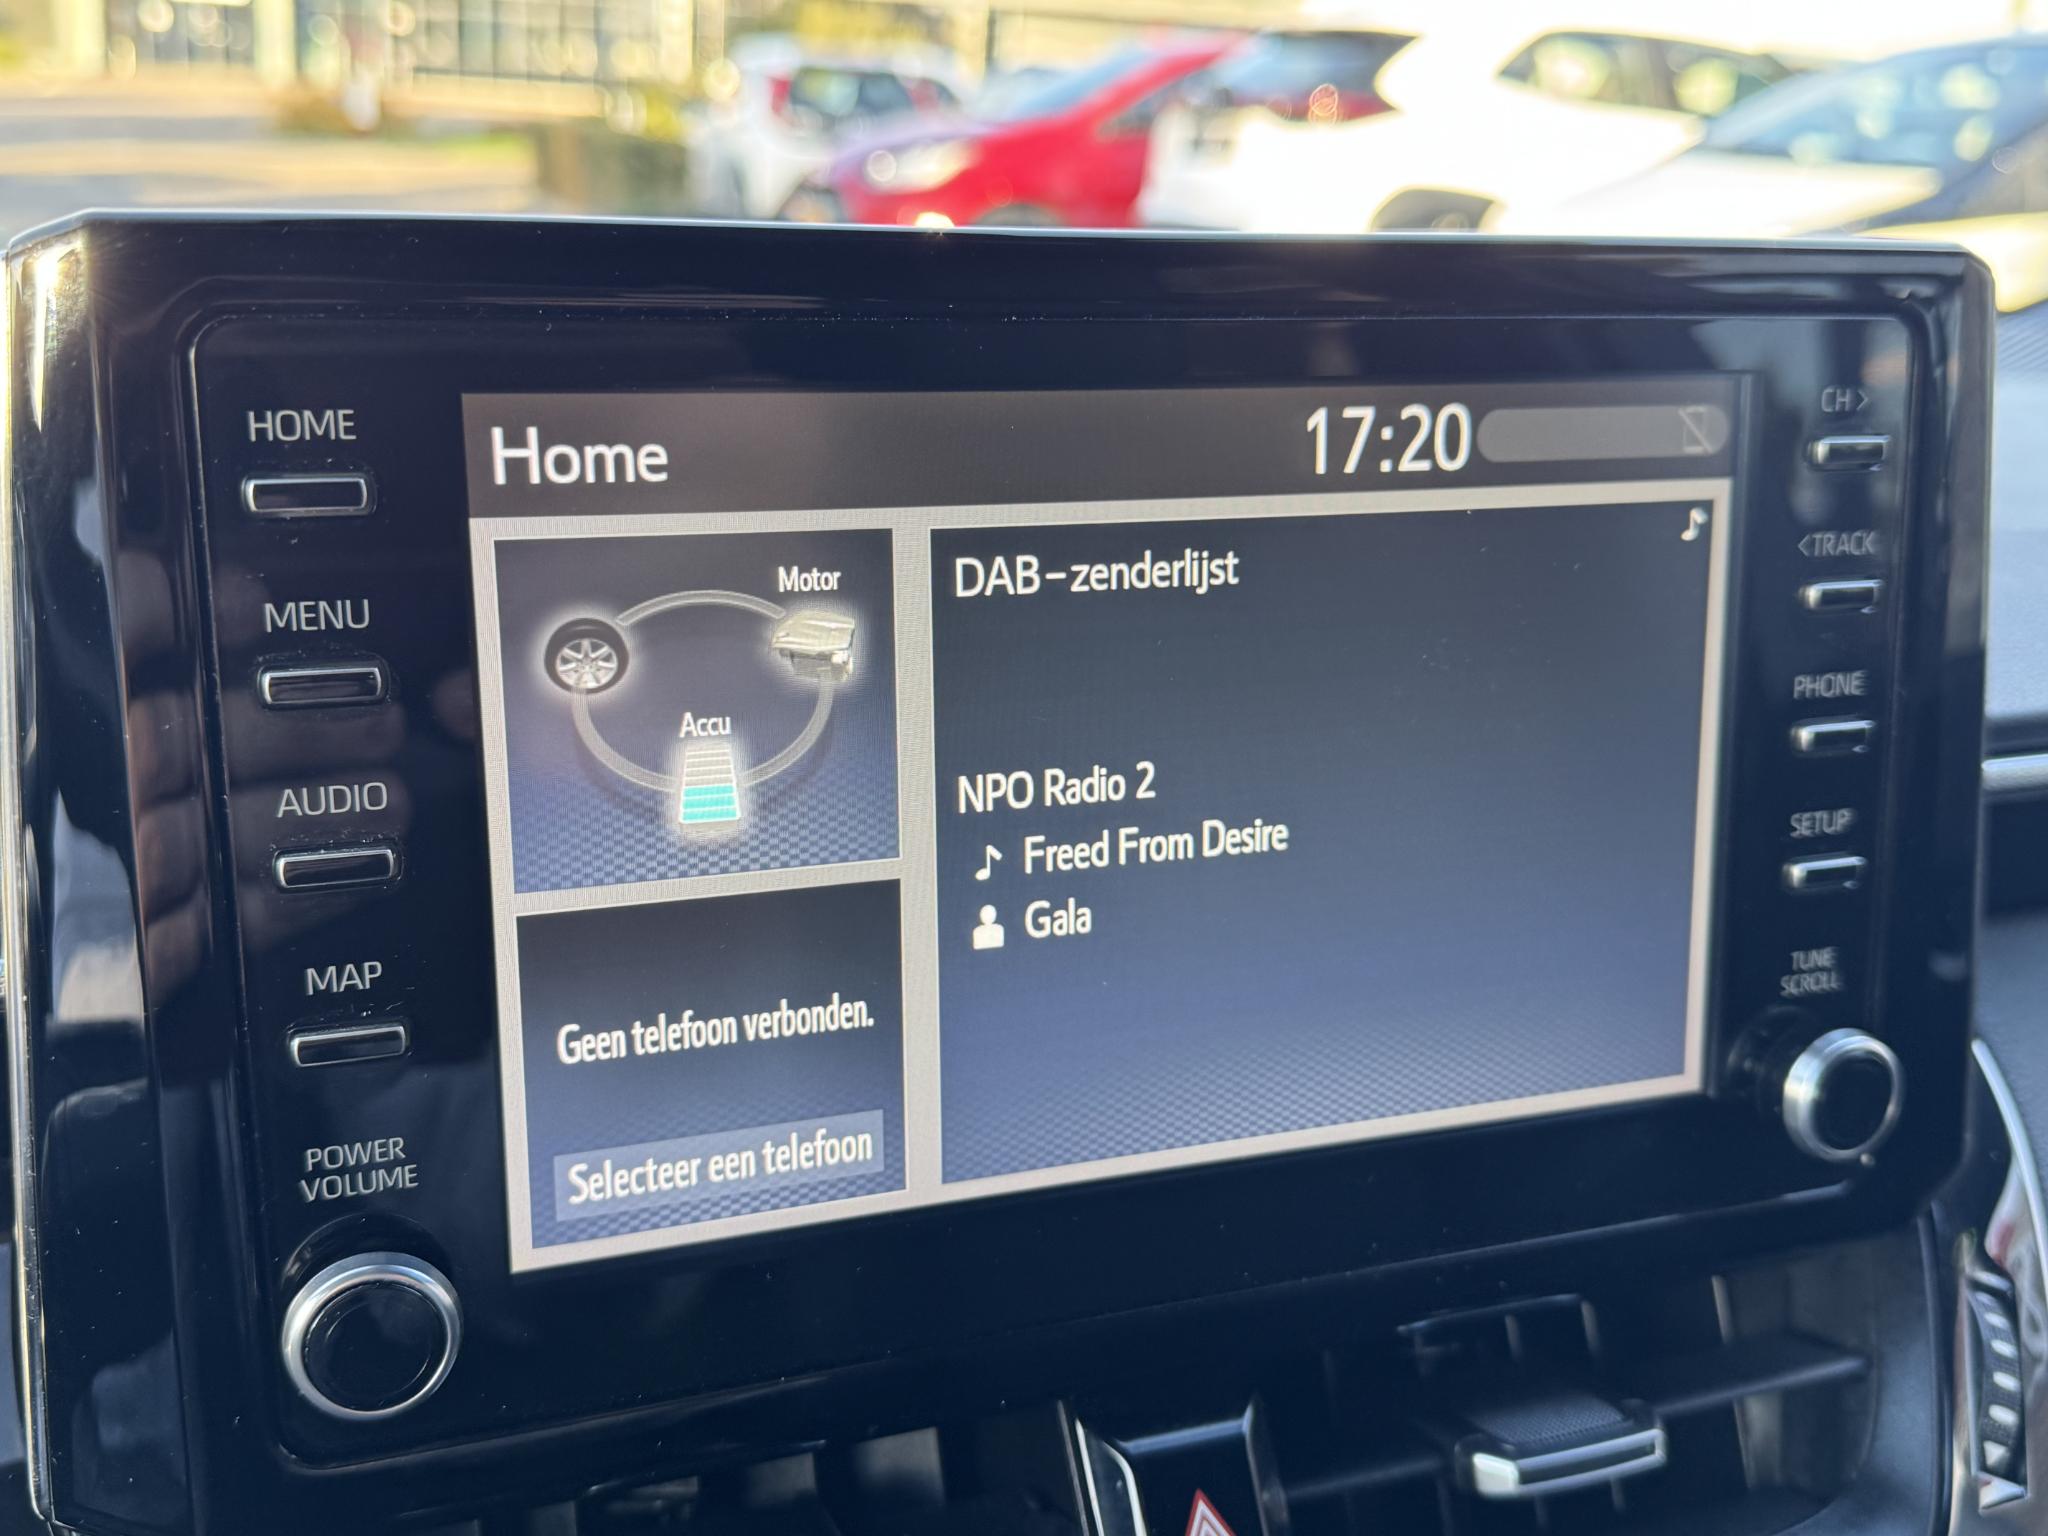 HOME
MENU
AUDIO
MAP
POWER
VOLUME
Home
17:20
Motor
Accu
Geen telefoon verbonden.
Selecteer een telefoon
DAB-zenderlijst
NPO Radio 2
Freed From Desire
Gala
CH >
<TRACK
PHONE
SETUP
TUNE
SCROLL